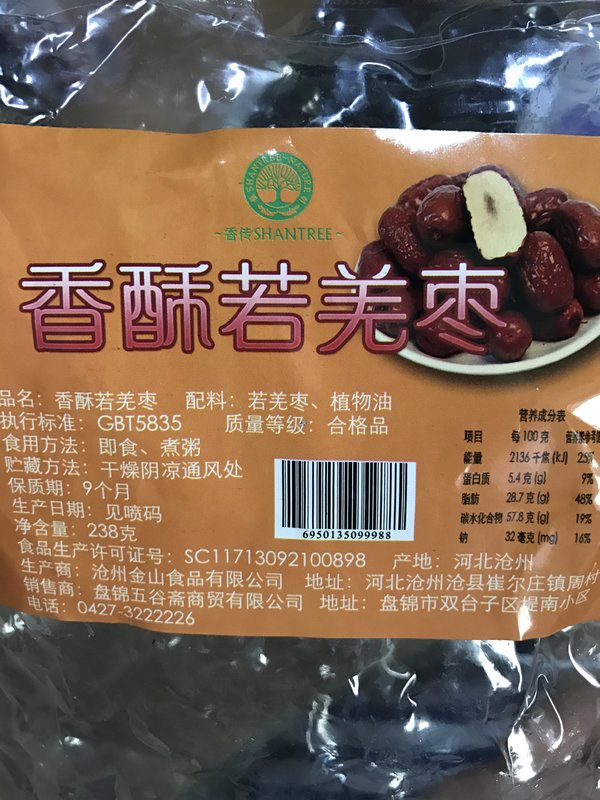 SHANTREE·NATURE
~香传SHANTREE~
香酥若羌枣
品名：香酥若羌枣 配料：若羌枣、植物油
执行标准：GBT5835 质量等级：合格品
食用方法：即食、煮粥
贮藏方法：干燥阴凉通风处
保质期：9个月
生产日期：见喷码
净含量：238克
食品生产许可证号：SC11713092100898 产地：河北沧州
生产商：沧州金山食品有限公司 地址：河北沧州沧县崔尔庄镇周村
销售商：盘锦五谷斋商贸有限公司 地址：盘锦市双台子区堤南小区
电话：0427-3222226
6950135099988
营养成分表
项目 每100克 营养素参考值
能量 2136千焦(kJ) 25%
蛋白质 5.4克(g) 9%
脂肪 28.7克(g) 48%
碳水化合物 57.8克(g) 19%
钠 32毫克(mg) 16%